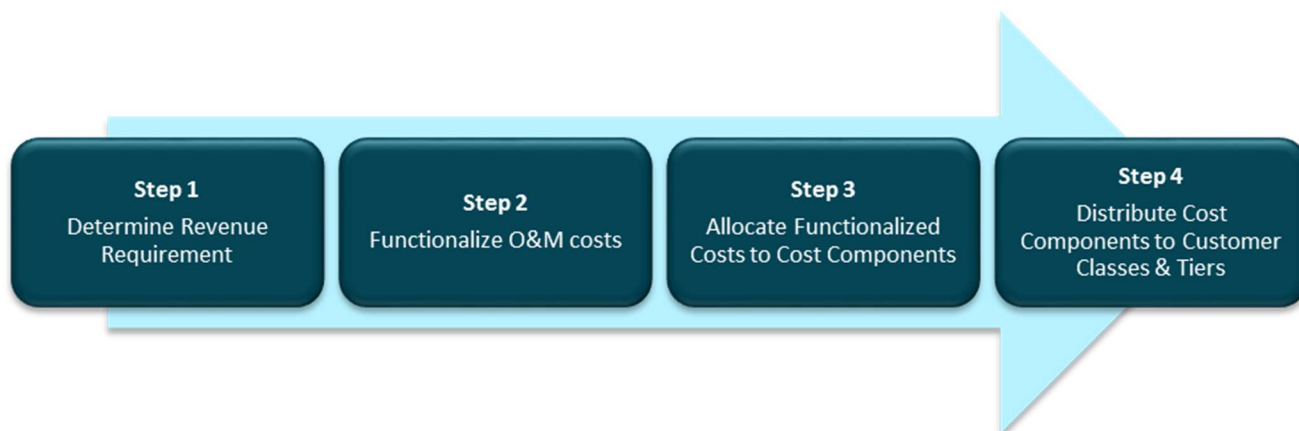 Step 1
Determine Revenue
Requirement
Step 2
Functionalize O&M costs
Step 3
Allocate Functionalized
Costs to Cost Components
Step 4
Distribute Cost
Components to Customer
Classes & Tiers